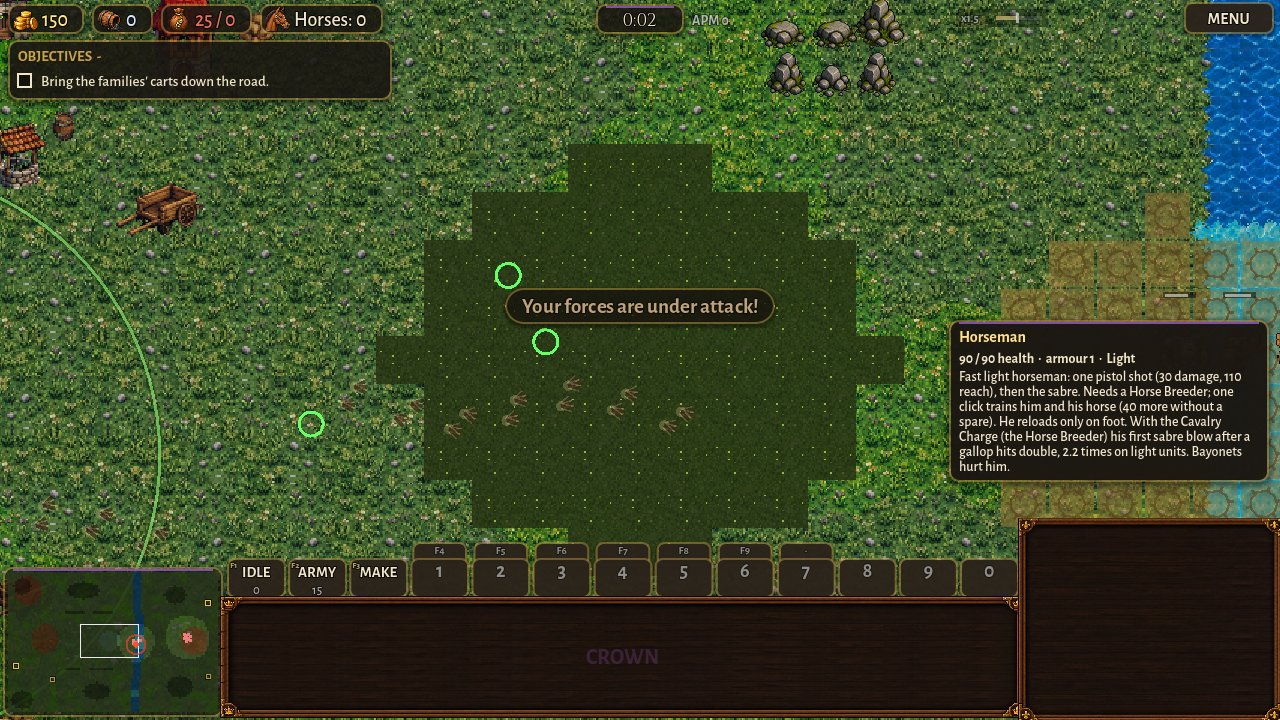 150
0
25 / 0
Horses: 0
0:02
APM 0
x1.5
MENU
OBJECTIVES -
Bring the families' carts down the road.
Your forces are under attack!
Horseman
90 / 90 health · armour 1 · Light
Fast light horseman: one pistol shot (30 damage, 110
reach), then the sabre. Needs a Horse Breeder; one
click trains him and his horse (40 more without a
spare). He reloads only on foot. With the Cavalry
Charge (the Horse Breeder) his first sabre blow after a
gallop hits double, 2.2 times on light units. Bayonets
hurt him.
F4 F5 F6 F7 F8 F9
F1 IDLE F2 ARMY F3 MAKE 1 2 3 4 5 6 7 8 9 0
0 15
CROWN